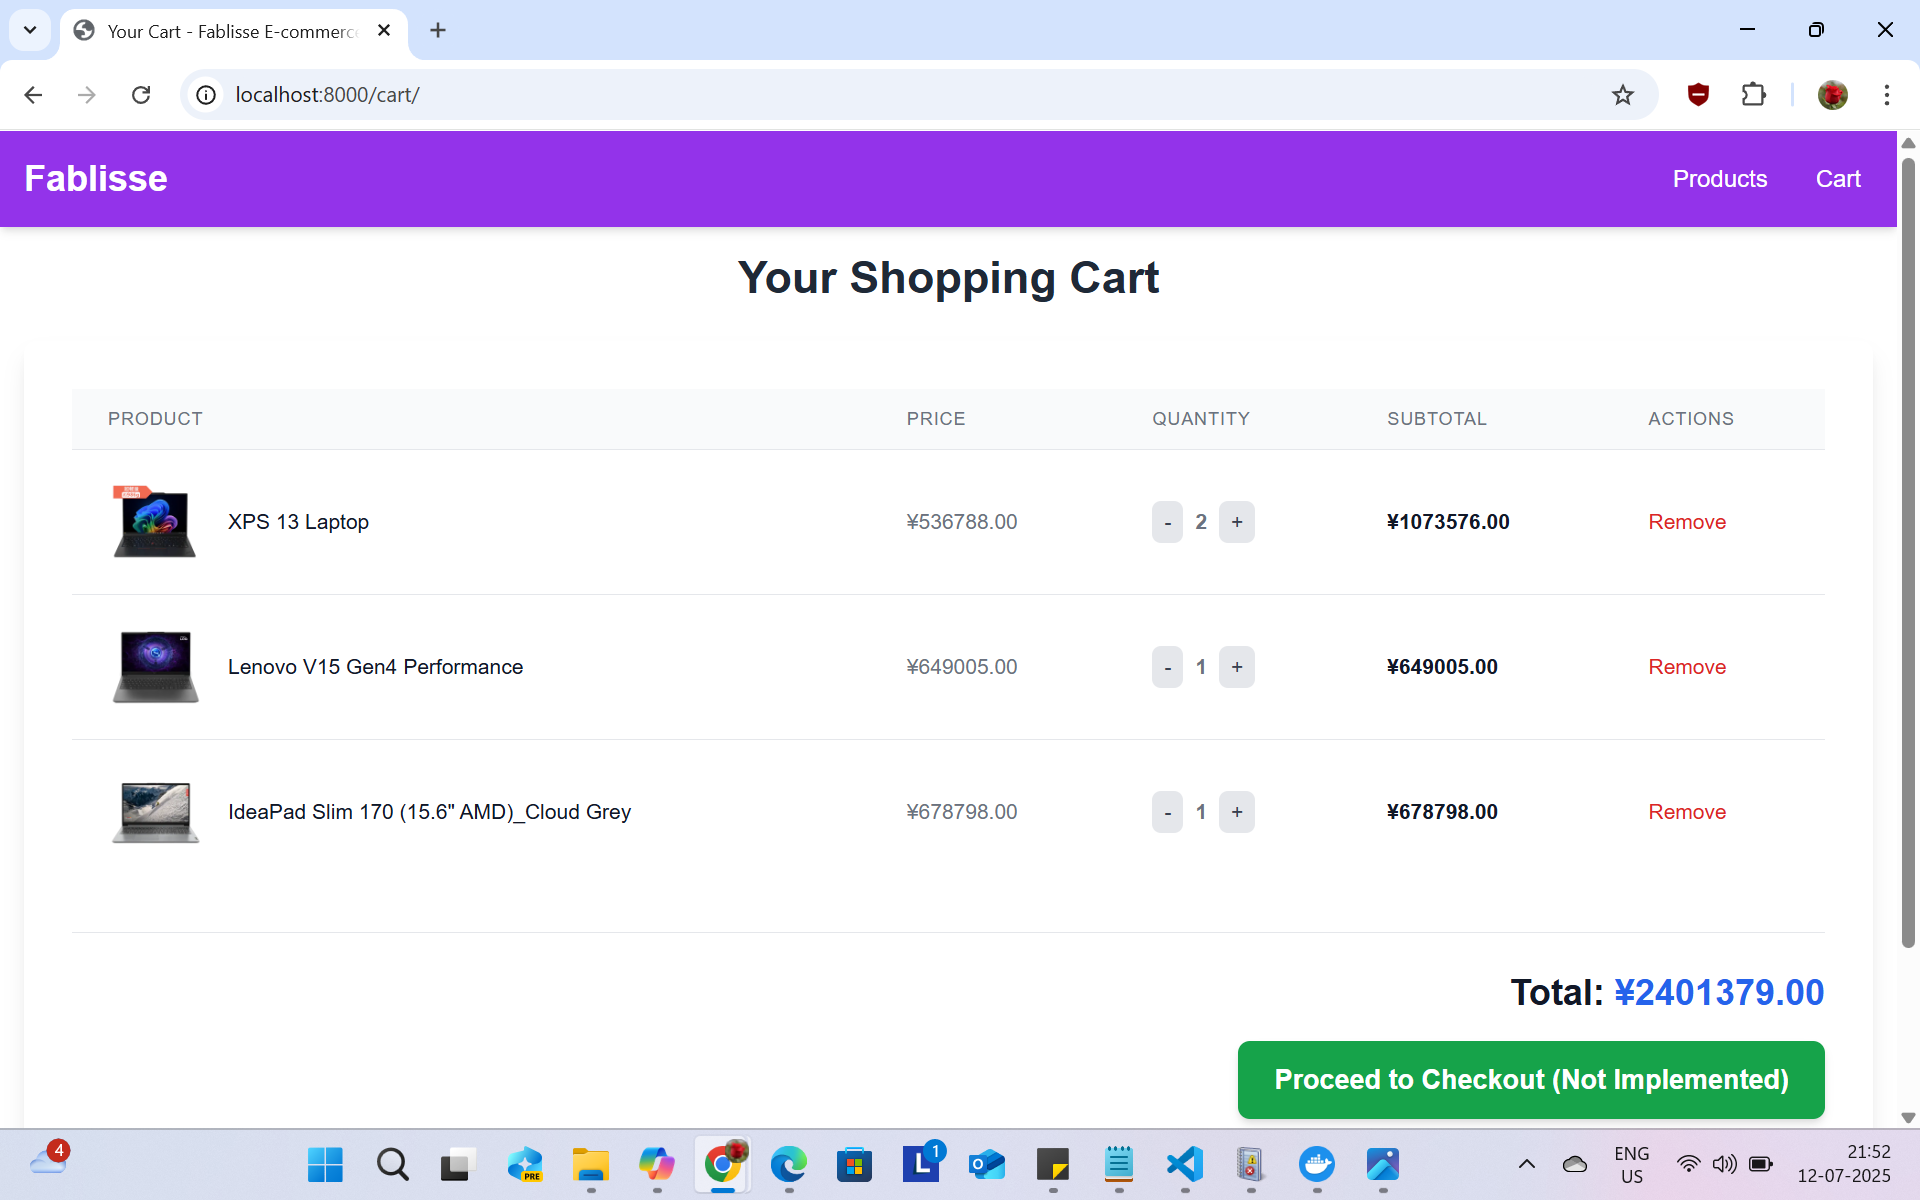 Your Cart - Fablisse E-commerce
localhost:8000/cart/
Fablisse
Products
Cart
Your Shopping Cart
PRODUCT PRICE QUANTITY SUBTOTAL ACTIONS
XPS 13 Laptop ¥536788.00 - 2 + ¥1073576.00 Remove
Lenovo V15 Gen4 Performance ¥649005.00 - 1 + ¥649005.00 Remove
IdeaPad Slim 170 (15.6" AMD)_Cloud Grey ¥678798.00 - 1 + ¥678798.00 Remove
Total: ¥2401379.00
Proceed to Checkout (Not Implemented)
4
PRE
L
1
ENG
US
21:52
12-07-2025